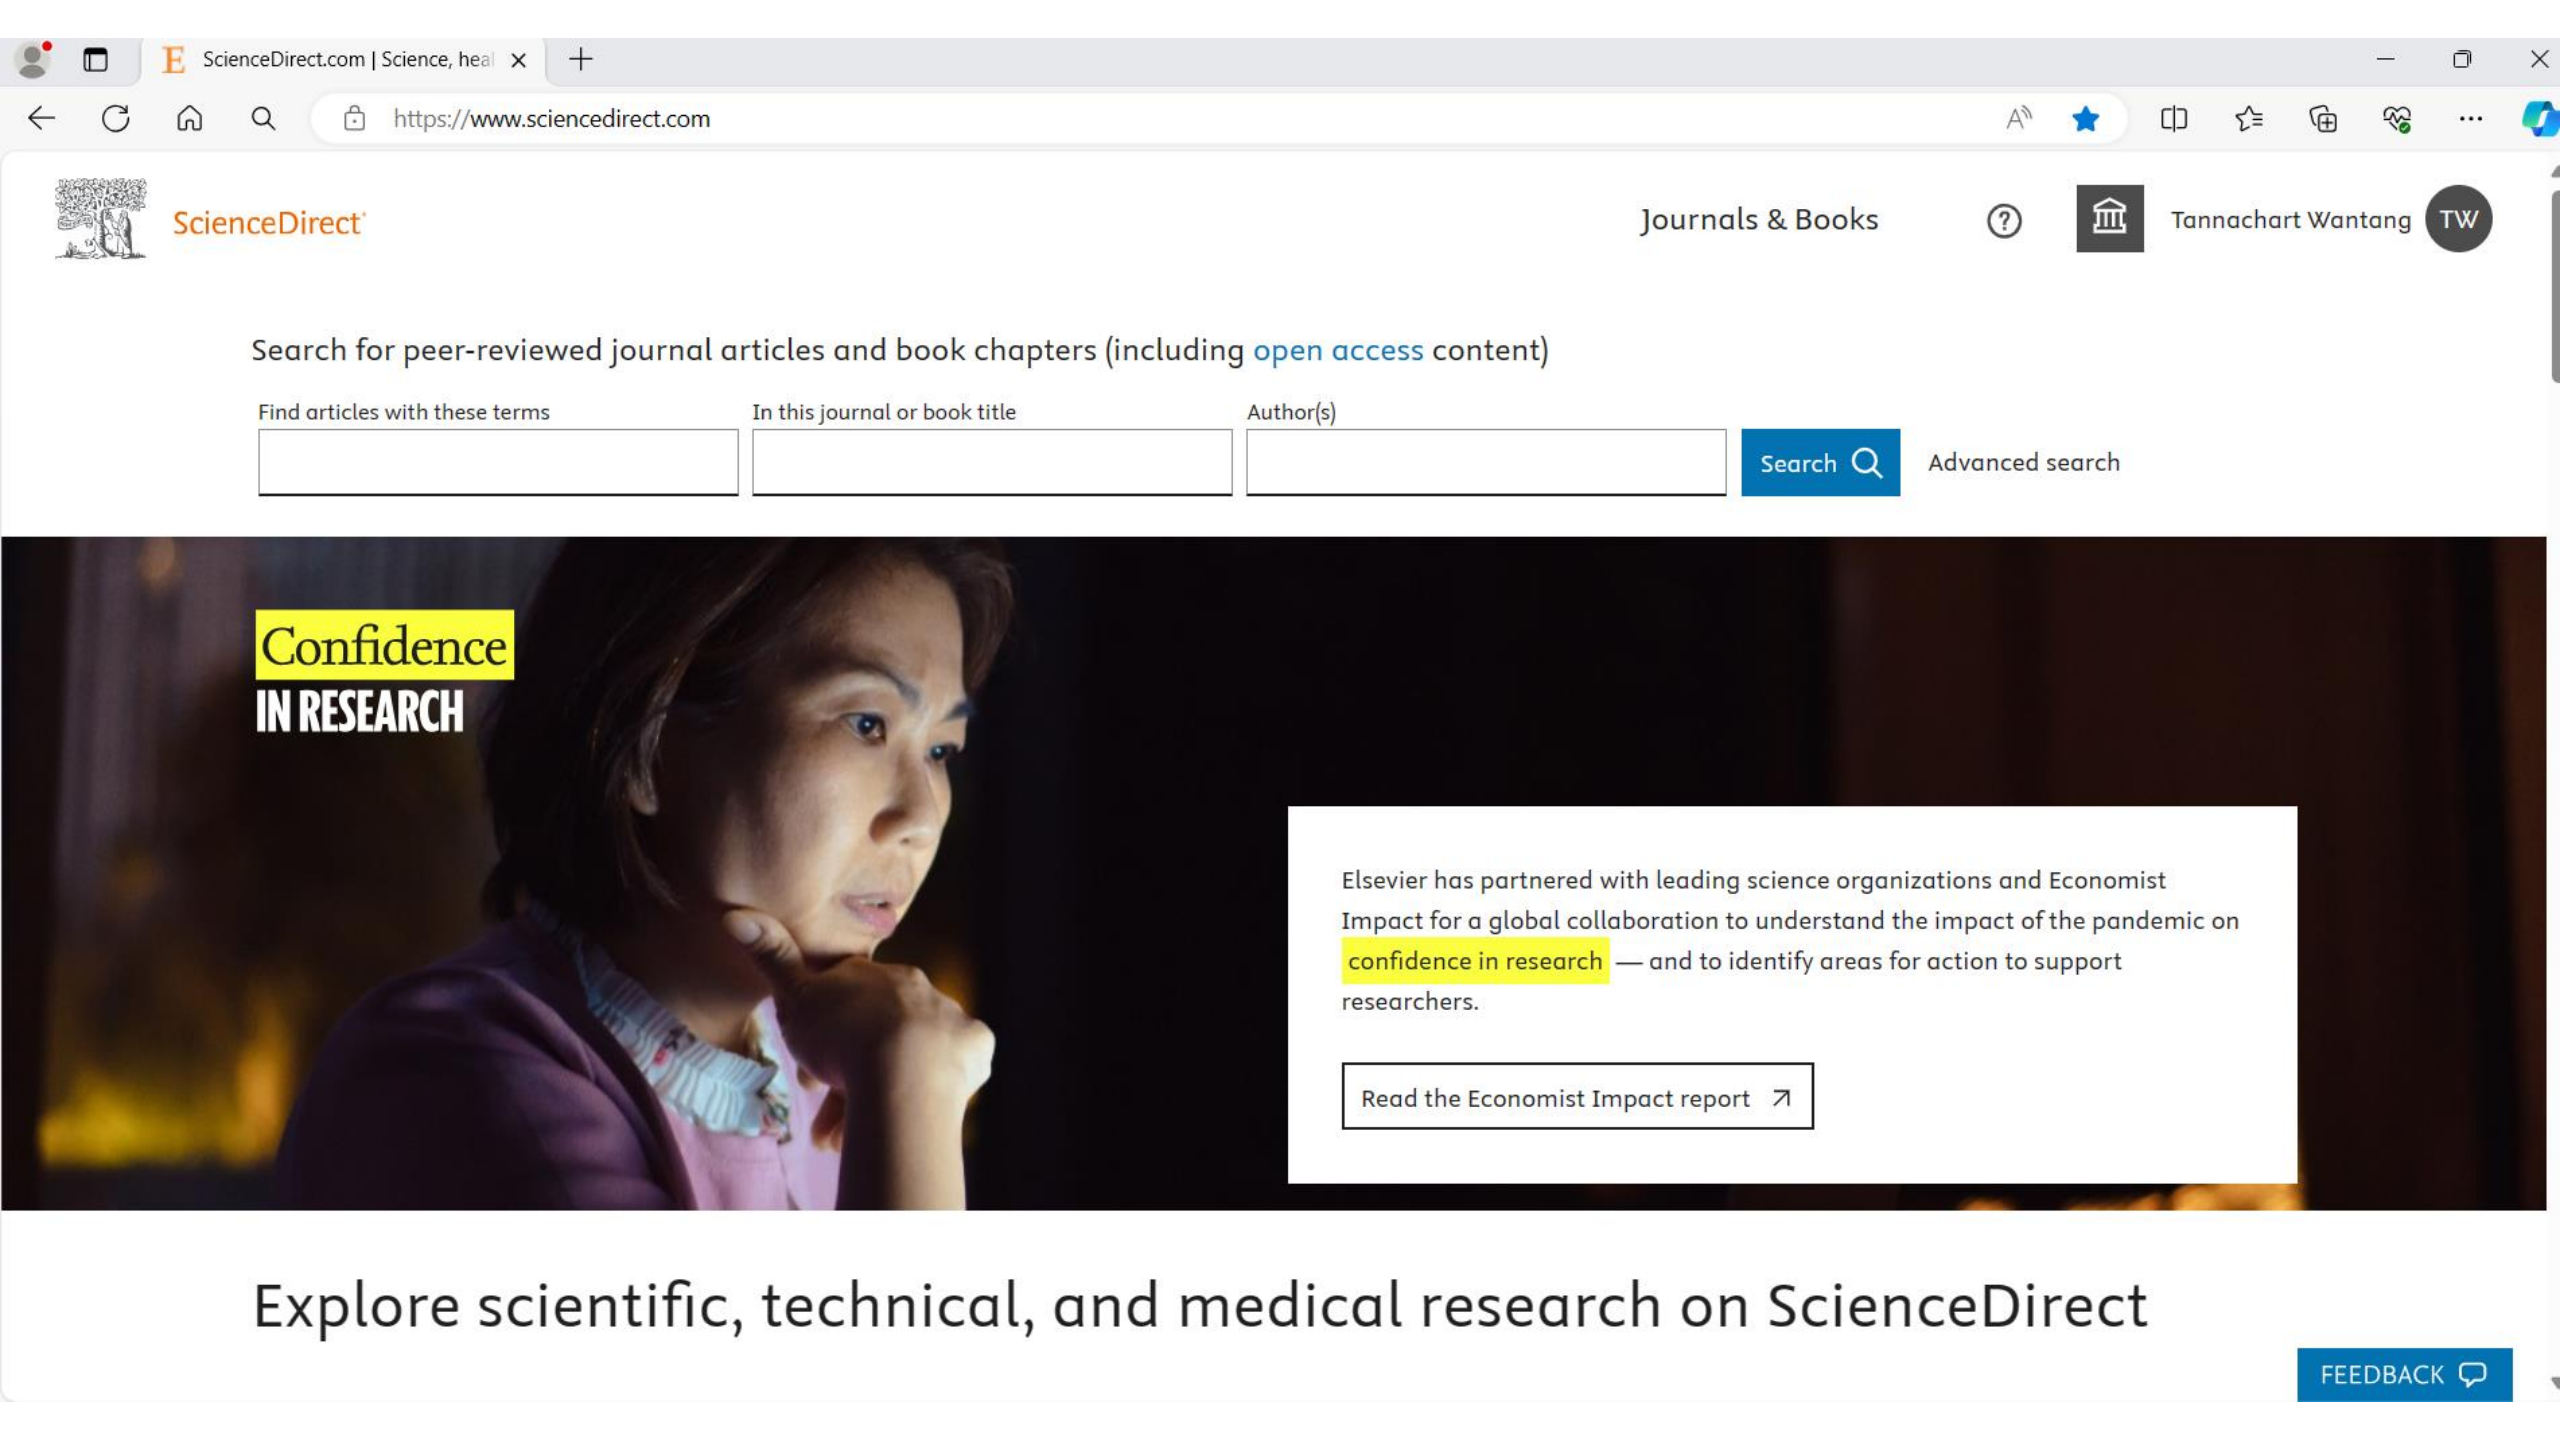 ScienceDirect.com | Science, heal
https://www.sciencedirect.com
ScienceDirect
Journals & Books
Tannachart Wantang TW
Search for peer-reviewed journal articles and book chapters (including open access content)
Find articles with these terms
In this journal or book title
Author(s)
Search
Advanced search
Confidence
IN RESEARCH
Elsevier has partnered with leading science organizations and Economist
Impact for a global collaboration to understand the impact of the pandemic on
confidence in research — and to identify areas for action to support
researchers.
Read the Economist Impact report
Explore scientific, technical, and medical research on ScienceDirect
FEEDBACK